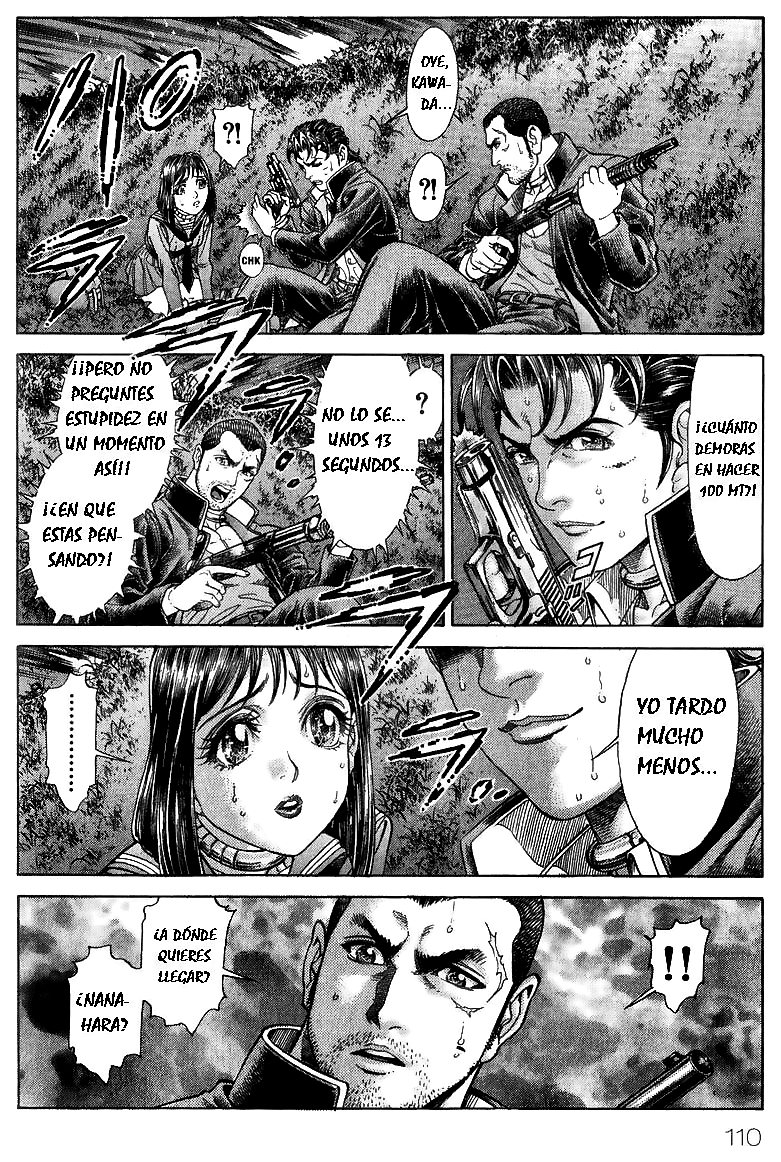 OYE,
KAWA-
DA...
?!
?!
CHK
¡¿CUÁNTO
DEMORAS
EN HACER
100 MT?!
?
NO LO SE...
UNOS 13
SEGUNDOS...
¡¡PERO NO
PREGUNTES
ESTUPIDEZ EN
UN MOMENTO
ASÍ!!
¡¿EN QUE
ESTAS PEN-
SANDO?!
YO TARDO
MUCHO
MENOS...
...........
!!
¿A DÓNDE
QUIERES
LLEGAR?
¿NANA-
HARA?
110